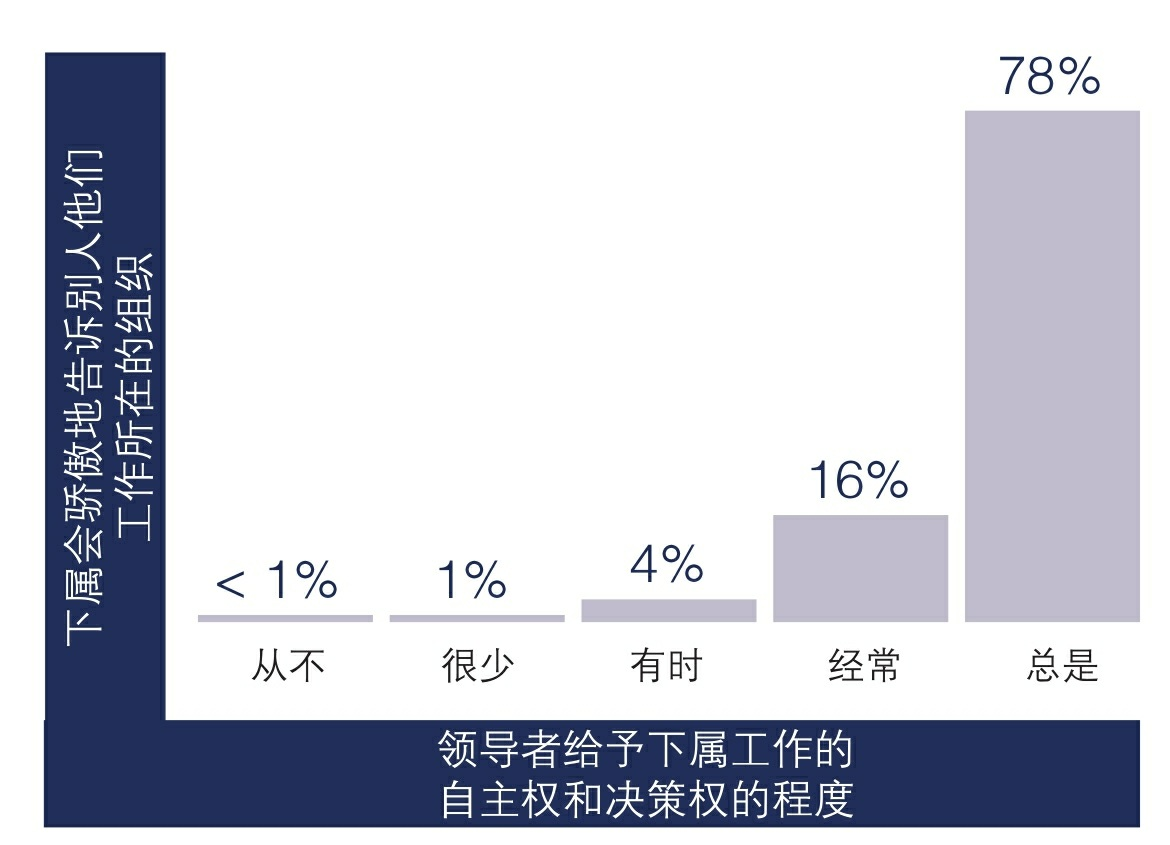 下属会骄傲地告诉别人他们
工作所在的组织
78%
16%
4%
< 1%
1%
从不
很少
有时
经常
总是
领导者给予下属工作的
自主权和决策权的程度